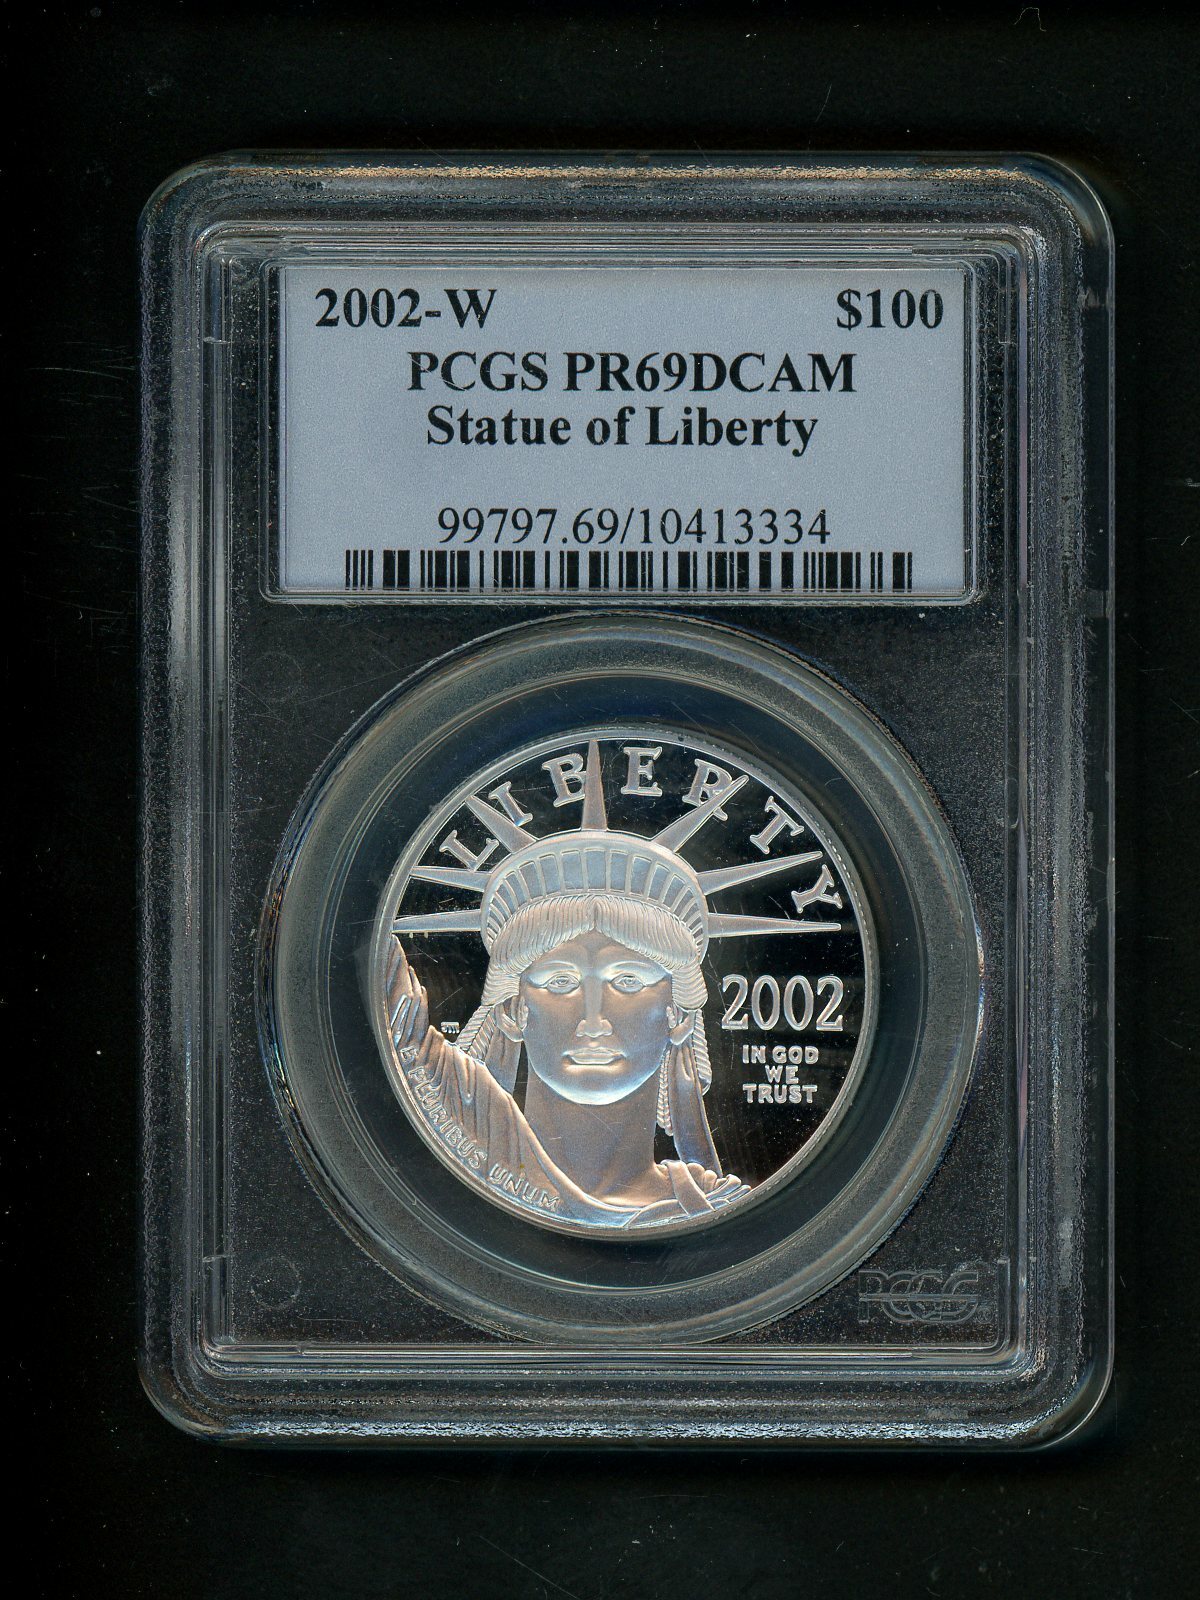 2002-W $100
PCGS PR69DCAM
Statue of Liberty
99797.69/10413334
LIBERTY
2002
IN GOD
WE
TRUST
E PLURIBUS UNUM
PCGS